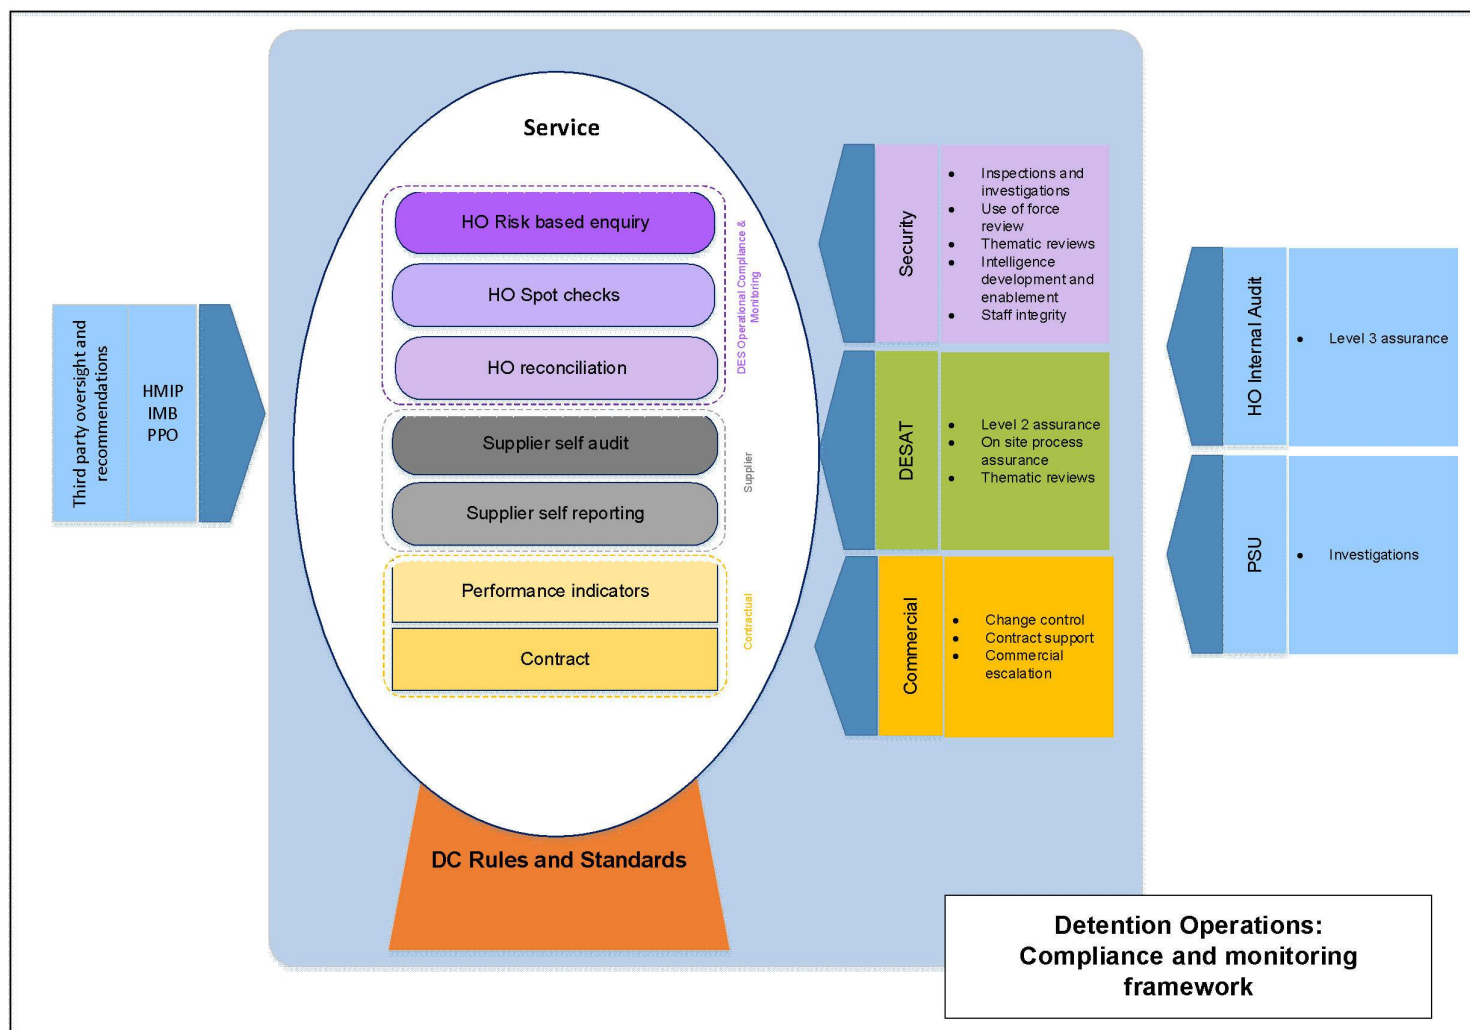 Third party oversight and
recommendations
HMIP
IMB
PPO
Service
HO Risk based enquiry
HO Spot checks
HO reconciliation
DES Operational Compliance &
Monitoring
Supplier self audit
Supplier self reporting
Supplier
Performance indicators
Contract
Contractual
DC Rules and Standards
Security
• Inspections and
investigations
• Use of force
review
• Thematic reviews
• Intelligence
development and
enablement
• Staff integrity
DESAT
• Level 2 assurance
• On site process
assurance
• Thematic reviews
Commercial
• Change control
• Contract support
• Commercial
escalation
HO Internal Audit
• Level 3 assurance
PSU
• Investigations
Detention Operations:
Compliance and monitoring
framework